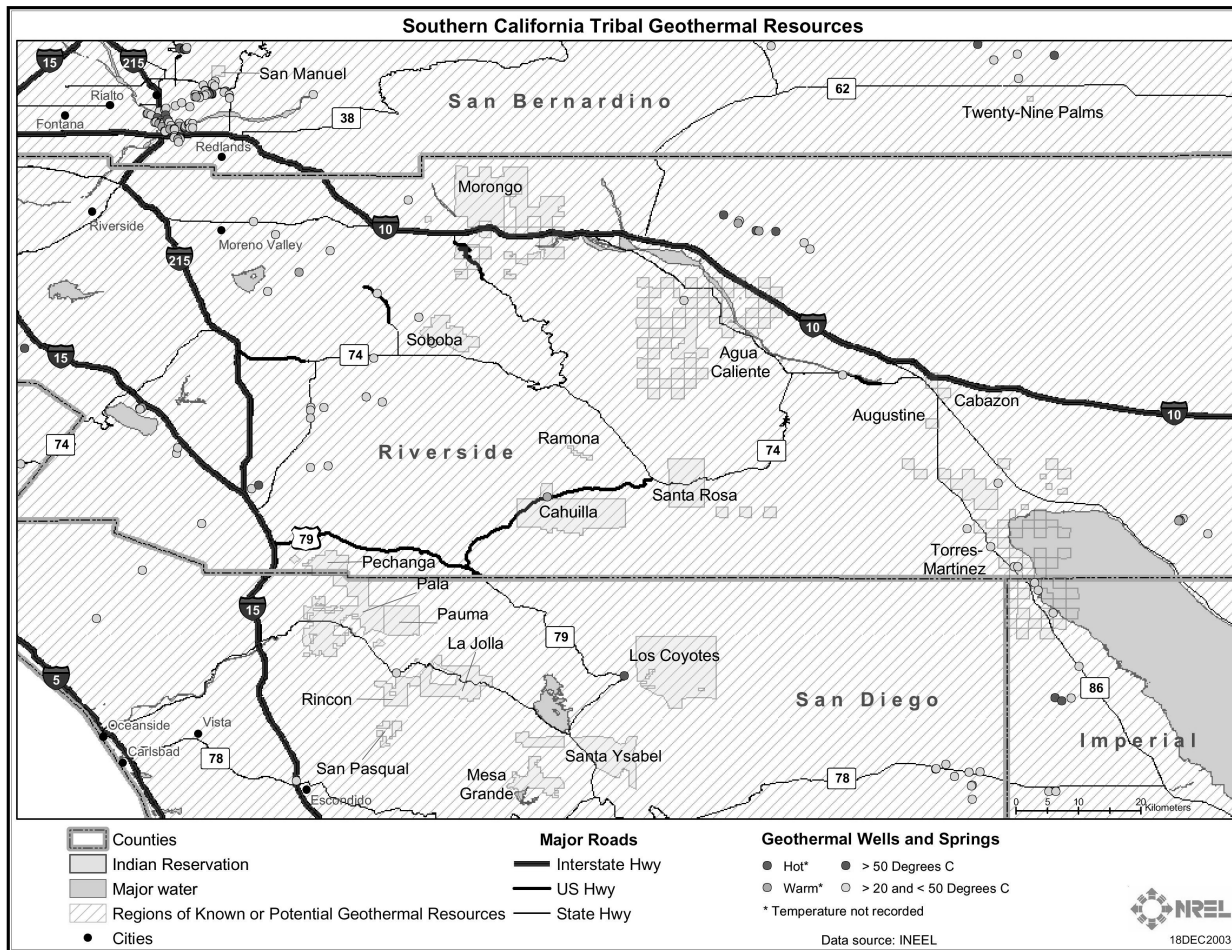 Southern California Tribal Geothermal Resources
15
215
San Manuel
Rialto
San Bernardino
62
Twenty-Nine Palms
Fontana
38
Redlands
Morongo
Riverside
Moreno Valley
10
215
Soboba
10
15
74
Agua
Caliente
Cabazon
Augustine
10
74
Ramona
Riverside
74
Santa Rosa
Cahuilla
79
Pechanga
Torres-
Martinez
Pala
15
Pauma
79
La Jolla
Los Coyotes
5
86
Rincon
San Diego
Oceanside
Vista
Imperial
Carlsbad
78
San Pasqual
Santa Ysabel
Mesa
Grande
78
Escondido
0 5 10 20
Kilometers
Counties
Indian Reservation
Major water
Regions of Known or Potential Geothermal Resources
Cities
Major Roads
Interstate Hwy
US Hwy
State Hwy
Geothermal Wells and Springs
Hot* > 50 Degrees C
Warm* > 20 and < 50 Degrees C
* Temperature not recorded
Data source: INEEL
NREL
18DEC2003